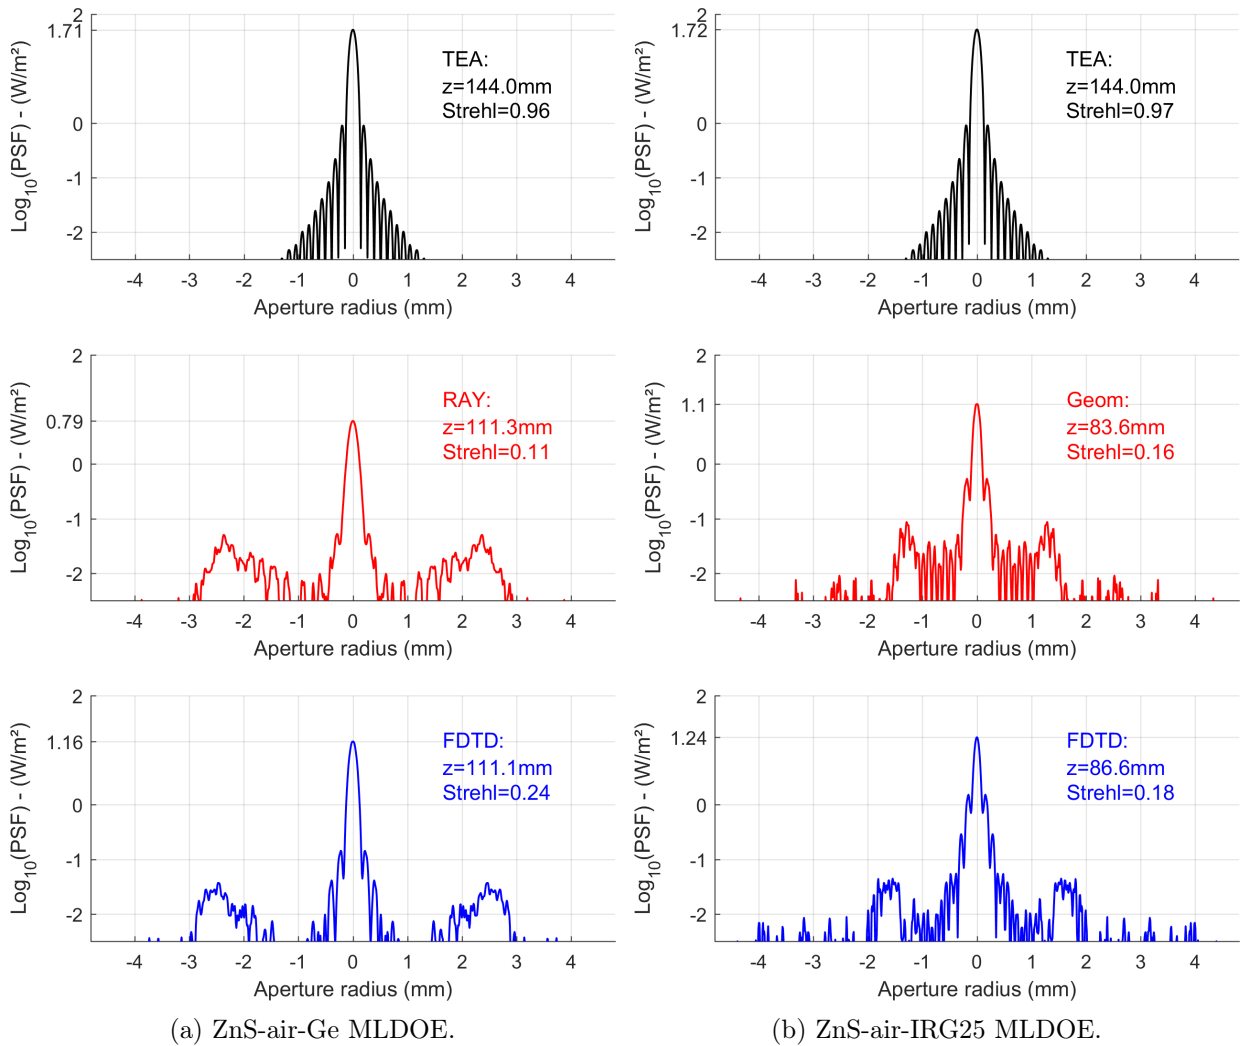 2
1.71
0
-1
-2
Log10(PSF) - (W/m²)
TEA:
z=144.0mm
Strehl=0.96
-4 -3 -2 -1 0 1 2 3 4
Aperture radius (mm)
2
1.72
0
-1
-2
Log10(PSF) - (W/m²)
TEA:
z=144.0mm
Strehl=0.97
-4 -3 -2 -1 0 1 2 3 4
Aperture radius (mm)
2
0.79
0
-1
-2
Log10(PSF) - (W/m²)
RAY:
z=111.3mm
Strehl=0.11
-4 -3 -2 -1 0 1 2 3 4
Aperture radius (mm)
2
1.1
0
-1
-2
Log10(PSF) - (W/m²)
Geom:
z=83.6mm
Strehl=0.16
-4 -3 -2 -1 0 1 2 3 4
Aperture radius (mm)
2
1.16
0
-1
-2
Log10(PSF) - (W/m²)
FDTD:
z=111.1mm
Strehl=0.24
-4 -3 -2 -1 0 1 2 3 4
Aperture radius (mm)
2
1.24
0
-1
-2
Log10(PSF) - (W/m²)
FDTD:
z=86.6mm
Strehl=0.18
-4 -3 -2 -1 0 1 2 3 4
Aperture radius (mm)
(a) ZnS-air-Ge MLDOE.
(b) ZnS-air-IRG25 MLDOE.